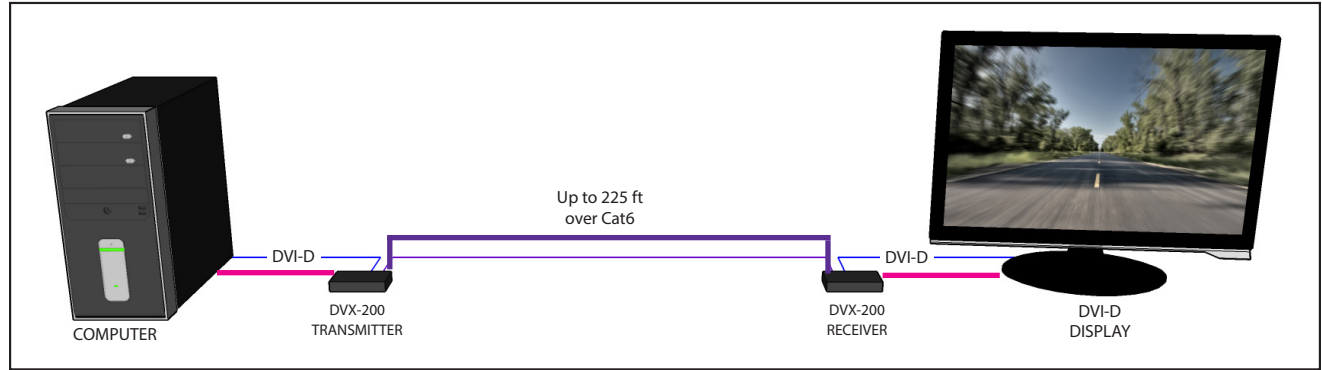 Up to 225 ft
over Cat6
DVI-D
DVI-D
DVX-200
TRANSMITTER
DVX-200
RECEIVER
COMPUTER
DVI-D
DISPLAY